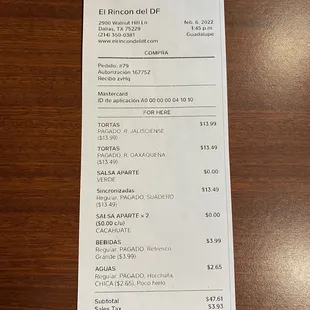 El Rincon del DF
2980 Walnut Hill Ln
Dallas, TX 75229
(214) 350-0381
www.elrincondeldf.com
feb. 6, 2022
1:45 p.m.
Guadalupe
COMPRA
Pedido: #79
Autorización 16775Z
Recibo zvHq
Mastercard
ID de aplicación A0 00 00 00 04 10 10
FOR HERE
TORTAS $13.99
PAGADO, R. JALISCIENSE
($13.99)
TORTAS $13.49
PAGADO, R. OAXAQUENA
($13.49)
SALSA APARTE $0.00
VERDE
Sincronizadas $13.49
Regular, PAGADO, SUADERO
($13.49)
SALSA APARTE × 2 $0.00
($0.00 c/u)
CACAHUATE
BEBIDAS $3.99
Regular, PAGADO, Refresco
Grande ($3.99)
AGUAS $2.65
Regular, PAGADO, Horchata,
CHICA ($2.65), Poco hielo
Subtotal $47.61
Sales Tax $3.93